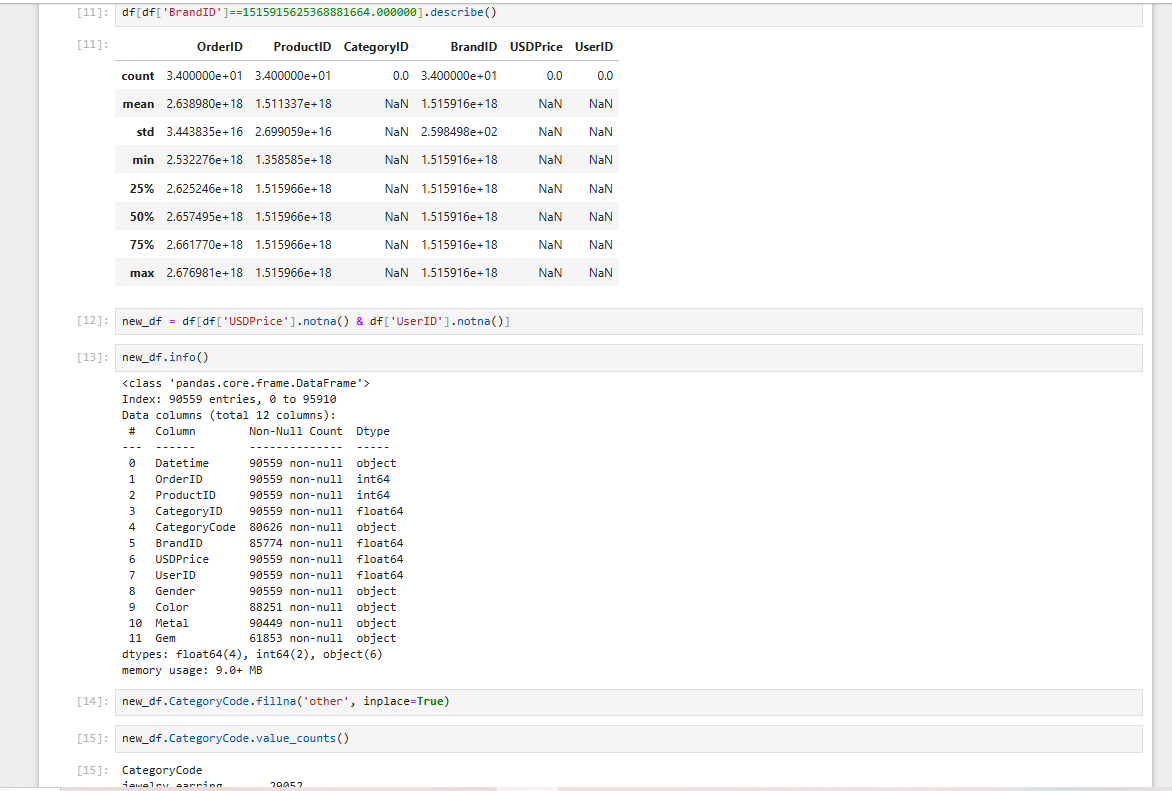 [11]: df[df['BrandID']==1515915625368881664.000000].describe()
[11]: OrderID ProductID CategoryID BrandID USDPrice UserID
count 3.400000e+01 3.400000e+01 0.0 3.400000e+01 0.0 0.0
mean 2.638980e+18 1.511337e+18 NaN 1.515916e+18 NaN NaN
std 3.443835e+16 2.699059e+16 NaN 2.598498e+02 NaN NaN
min 2.532276e+18 1.358585e+18 NaN 1.515916e+18 NaN NaN
25% 2.625246e+18 1.515966e+18 NaN 1.515916e+18 NaN NaN
50% 2.657495e+18 1.515966e+18 NaN 1.515916e+18 NaN NaN
75% 2.661770e+18 1.515966e+18 NaN 1.515916e+18 NaN NaN
max 2.676981e+18 1.515966e+18 NaN 1.515916e+18 NaN NaN
[12]: new_df = df[df['USDPrice'].notna() & df['UserID'].notna()]
[13]: new_df.info()
<class 'pandas.core.frame.DataFrame'>
Index: 90559 entries, 0 to 95910
Data columns (total 12 columns):
# Column Non-Null Count Dtype
--- ------ -------------- -----
0 Datetime 90559 non-null object
1 OrderID 90559 non-null int64
2 ProductID 90559 non-null int64
3 CategoryID 90559 non-null float64
4 CategoryCode 80626 non-null object
5 BrandID 85774 non-null float64
6 USDPrice 90559 non-null float64
7 UserID 90559 non-null float64
8 Gender 90559 non-null object
9 Color 88251 non-null object
10 Metal 90449 non-null object
11 Gem 61853 non-null object
dtypes: float64(4), int64(2), object(6)
memory usage: 9.0+ MB
[14]: new_df.CategoryCode.fillna('other', inplace=True)
[15]: new_df.CategoryCode.value_counts()
[15]: CategoryCode
jewelry.earring 29052